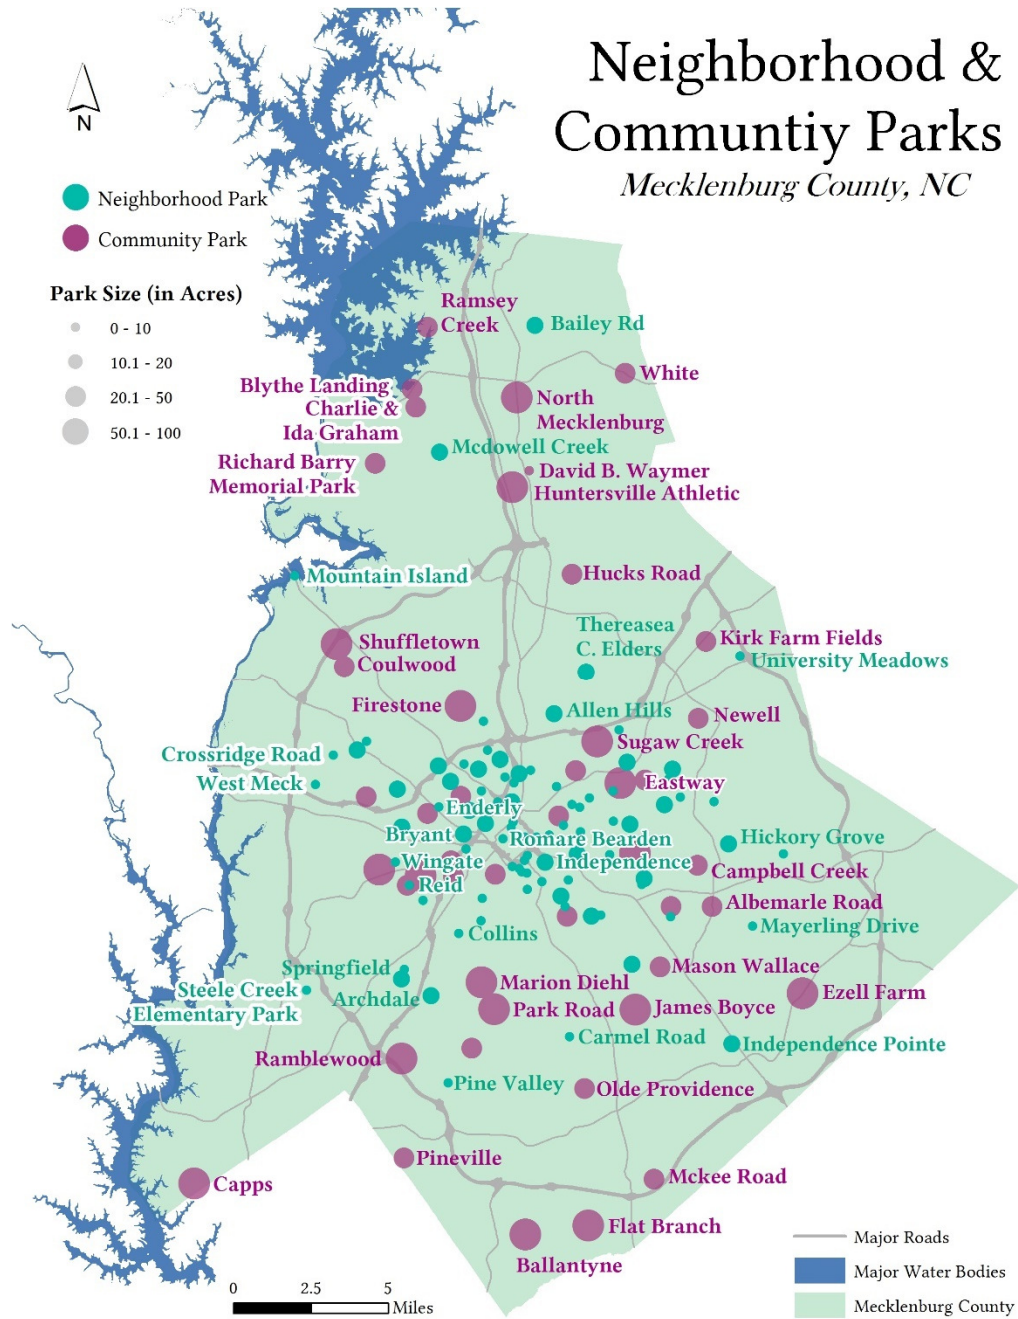 Neighborhood &
Communtiy Parks
Mecklenburg County, NC
N
Neighborhood Park
Community Park
Park Size (in Acres)
0 - 10
10.1 - 20
20.1 - 50
50.1 - 100
Ramsey
Creek
Bailey Rd
White
Blythe Landing
North
Mecklenburg
Charlie &
Ida Graham
Mcdowell Creek
Richard Barry
Memorial Park
David B. Waymer
Huntersville Athletic
Mountain Island
Hucks Road
Thereasea
C. Elders
Kirk Farm Fields
University Meadows
Shuffletown
Coulwood
Firestone
Allen Hills
Newell
Sugaw Creek
Crossridge Road
West Meck
Eastway
Enderly
Bryant
Romare Bearden
Hickory Grove
Wingate
Independence
Campbell Creek
Reid
Albemarle Road
Mayerling Drive
Collins
Springfield
Mason Wallace
Steele Creek
Elementary Park
Archdale
Marion Diehl
Ezell Farm
Park Road
James Boyce
Carmel Road
Independence Pointe
Ramblewood
Pine Valley
Olde Providence
Pineville
Mckee Road
Capps
Flat Branch
Ballantyne
0 2.5 5
Miles
Major Roads
Major Water Bodies
Mecklenburg County